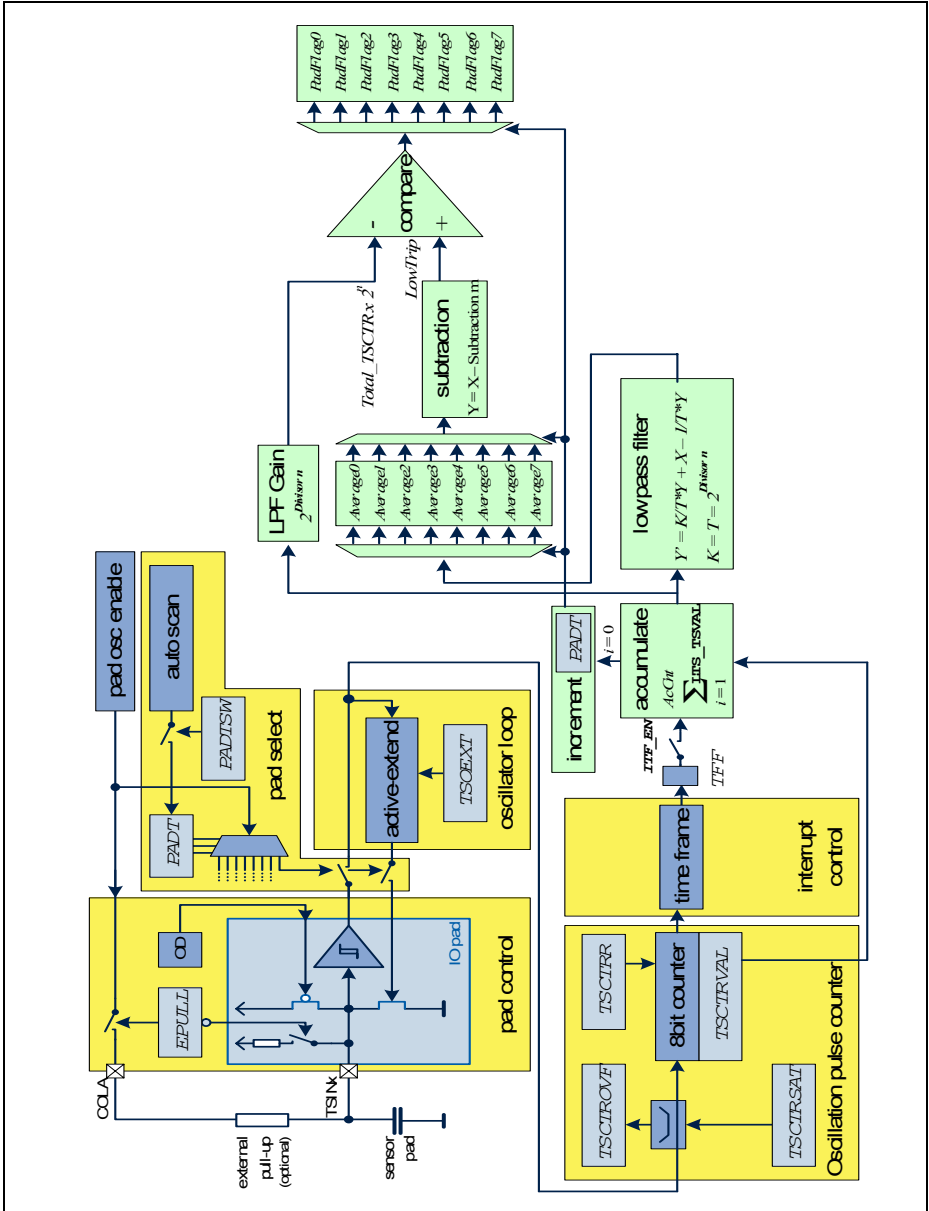 COLA
TSINk
external
pull-up
(optional)
sensor
pad
pad control
EPULL
OD
IO pad
pad osc enable
auto scan
PADTSW
PADT
pad select
active-extend
TSOEXT
oscillator loop
TSCTROVF
TSCTRSAT
TSCTRR
8bit counter
TSCTRVAL
Oscillation pulse counter
time frame
interrupt
control
TFF
ITF_EN
accumulate
AcCnt
∑ LTS_TSVAL
i = 1
i = 0
PADT
increment
low pass filter
Y' = K/T*Y + X − 1/T*Y
K = T = 2^Divisor n
LPF Gain
2^Divisor n
Average0
Average1
Average2
Average3
Average4
Average5
Average6
Average7
subtraction
Y = X − Subtraction m
Total_TSCTRx 2^n
LowTrip
-
compare
+
PadFlag0
PadFlag1
PadFlag2
PadFlag3
PadFlag4
PadFlag5
PadFlag6
PadFlag7